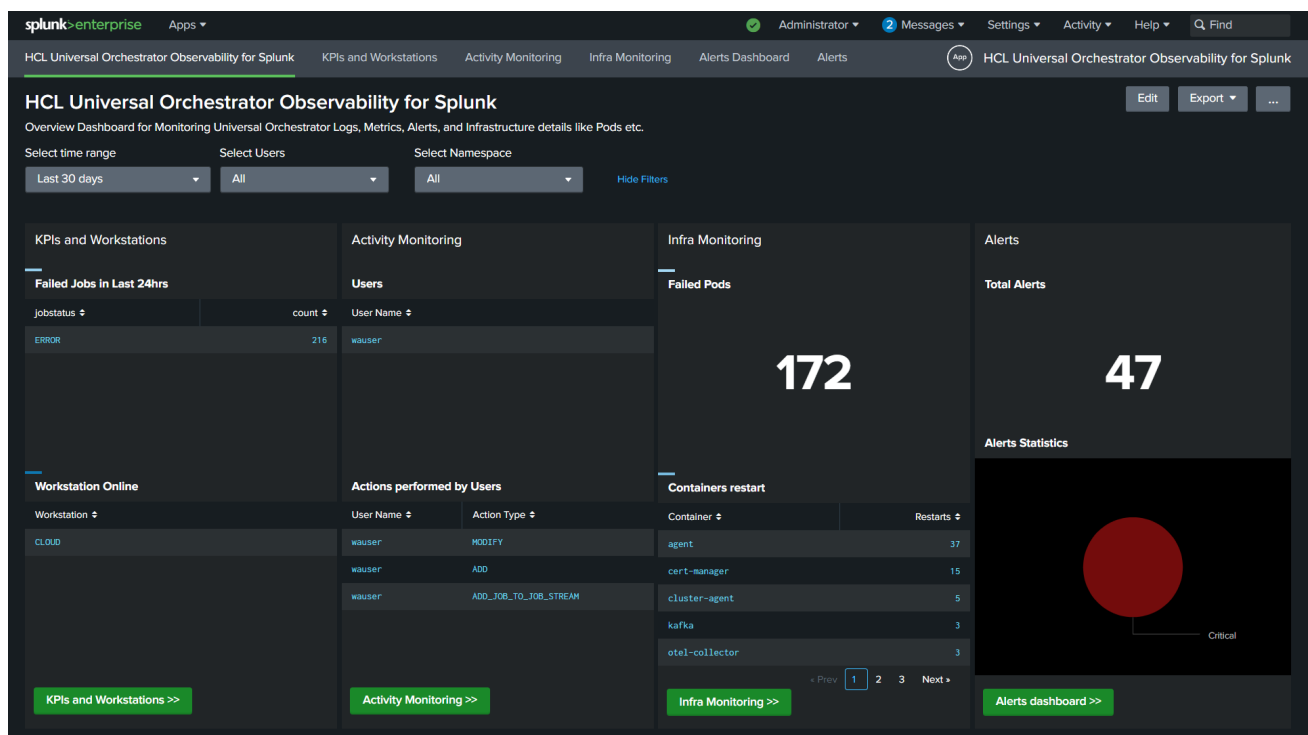 splunk>enterprise Apps Administrator 2 Messages Settings Activity Help Find
HCL Universal Orchestrator Observability for Splunk KPIs and Workstations Activity Monitoring Infra Monitoring Alerts Dashboard Alerts App HCL Universal Orchestrator Observability for Splunk
HCL Universal Orchestrator Observability for Splunk
Edit Export ...
Overview Dashboard for Monitoring Universal Orchestrator Logs, Metrics, Alerts, and Infrastructure details like Pods etc.
Select time range Select Users Select Namespace
Last 30 days All All Hide Filters
KPIs and Workstations
Failed Jobs in Last 24hrs
jobstatus count
ERROR 216
Workstation Online
Workstation
CLOUD
KPIs and Workstations >>
Activity Monitoring
Users
User Name
wauser
Actions performed by Users
User Name Action Type
wauser MODIFY
wauser ADD
wauser ADD_JOB_TO_JOB_STREAM
Activity Monitoring >>
Infra Monitoring
Failed Pods
172
Containers restart
Container Restarts
agent 37
cert-manager 15
cluster-agent 5
kafka 3
otel-collector 3
« Prev 1 2 3 Next »
Infra Monitoring >>
Alerts
Total Alerts
47
Alerts Statistics
Critical
Alerts dashboard >>